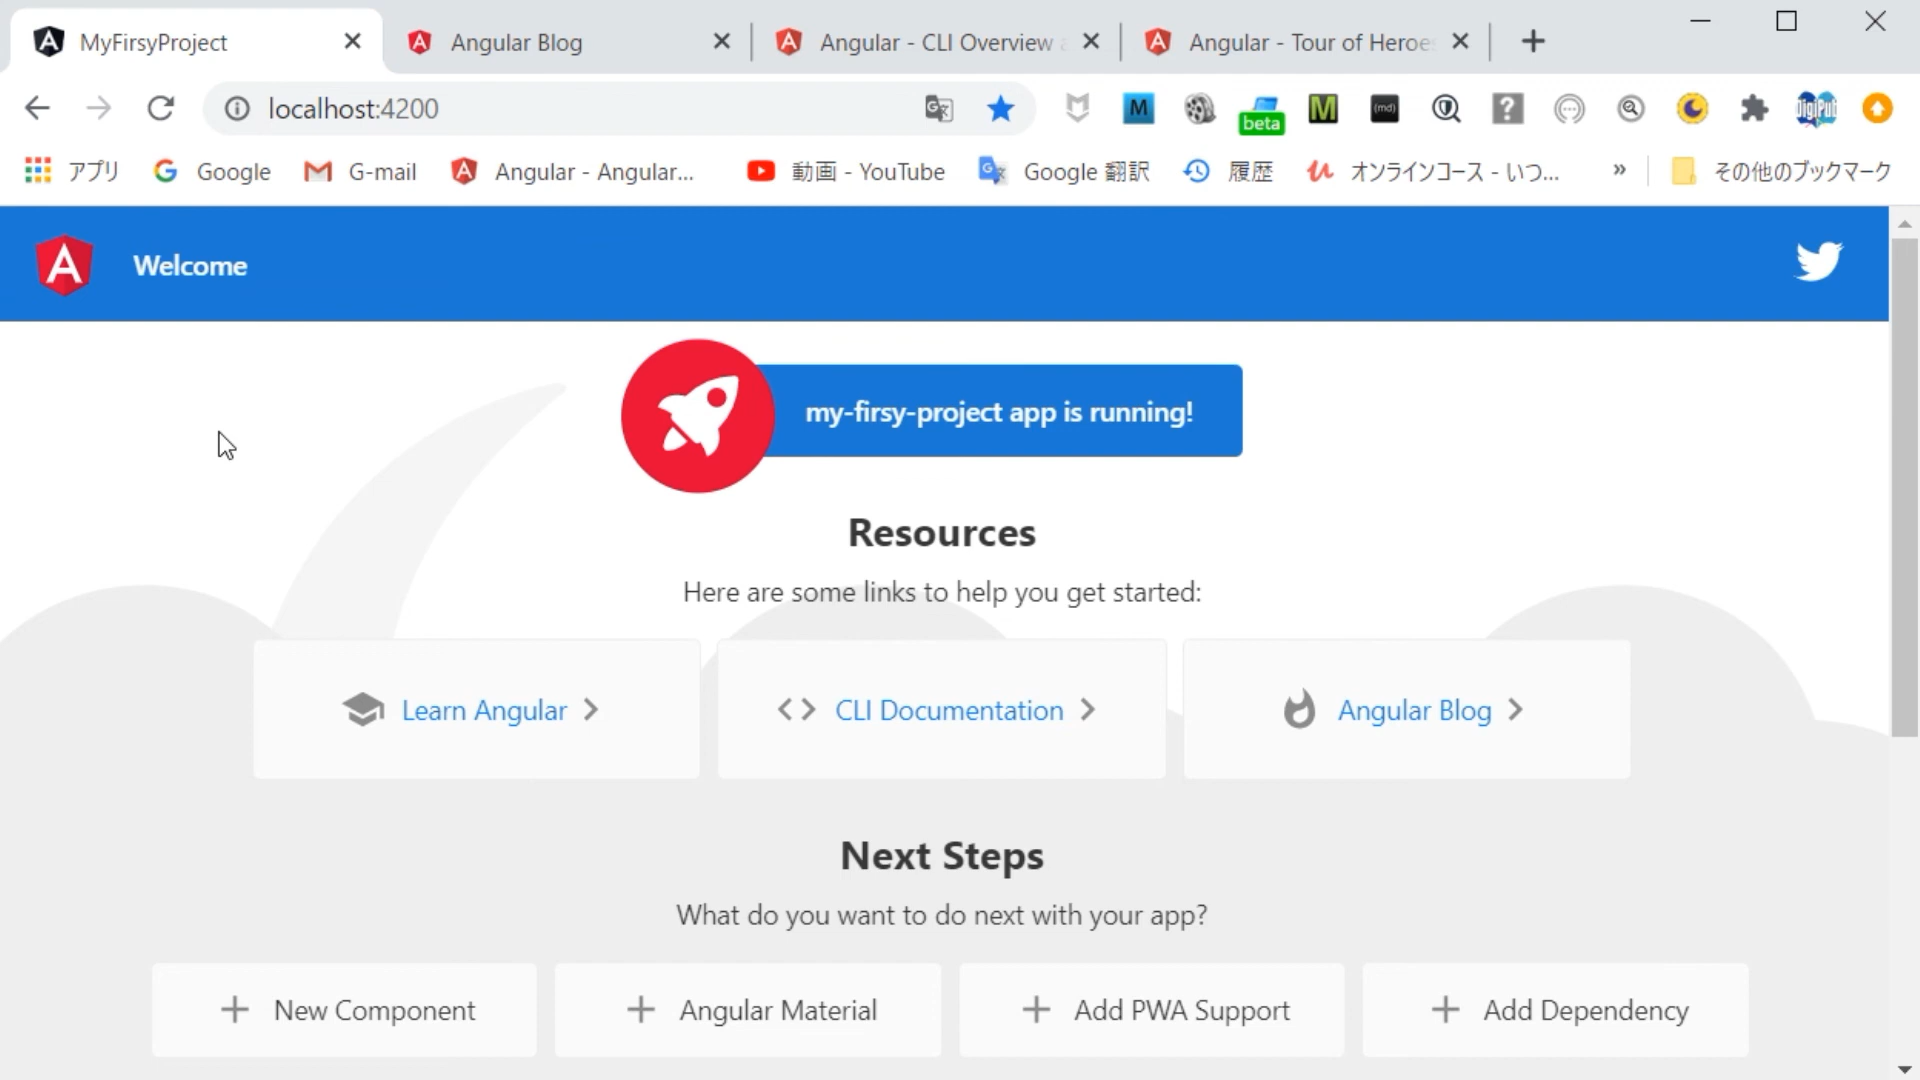 MyFirsyProject
Angular Blog
Angular - CLI Overview a
Angular - Tour of Heroes
localhost:4200
M
beta
M
(md)
?
DigiPub
アプリ
Google
G-mail
Angular - Angular...
動画 - YouTube
Google 翻訳
履歴
オンラインコース - いつ...
»
その他のブックマーク
Welcome
my-firsy-project app is running!
Resources
Here are some links to help you get started:
Learn Angular
CLI Documentation
Angular Blog
Next Steps
What do you want to do next with your app?
New Component
Angular Material
Add PWA Support
Add Dependency